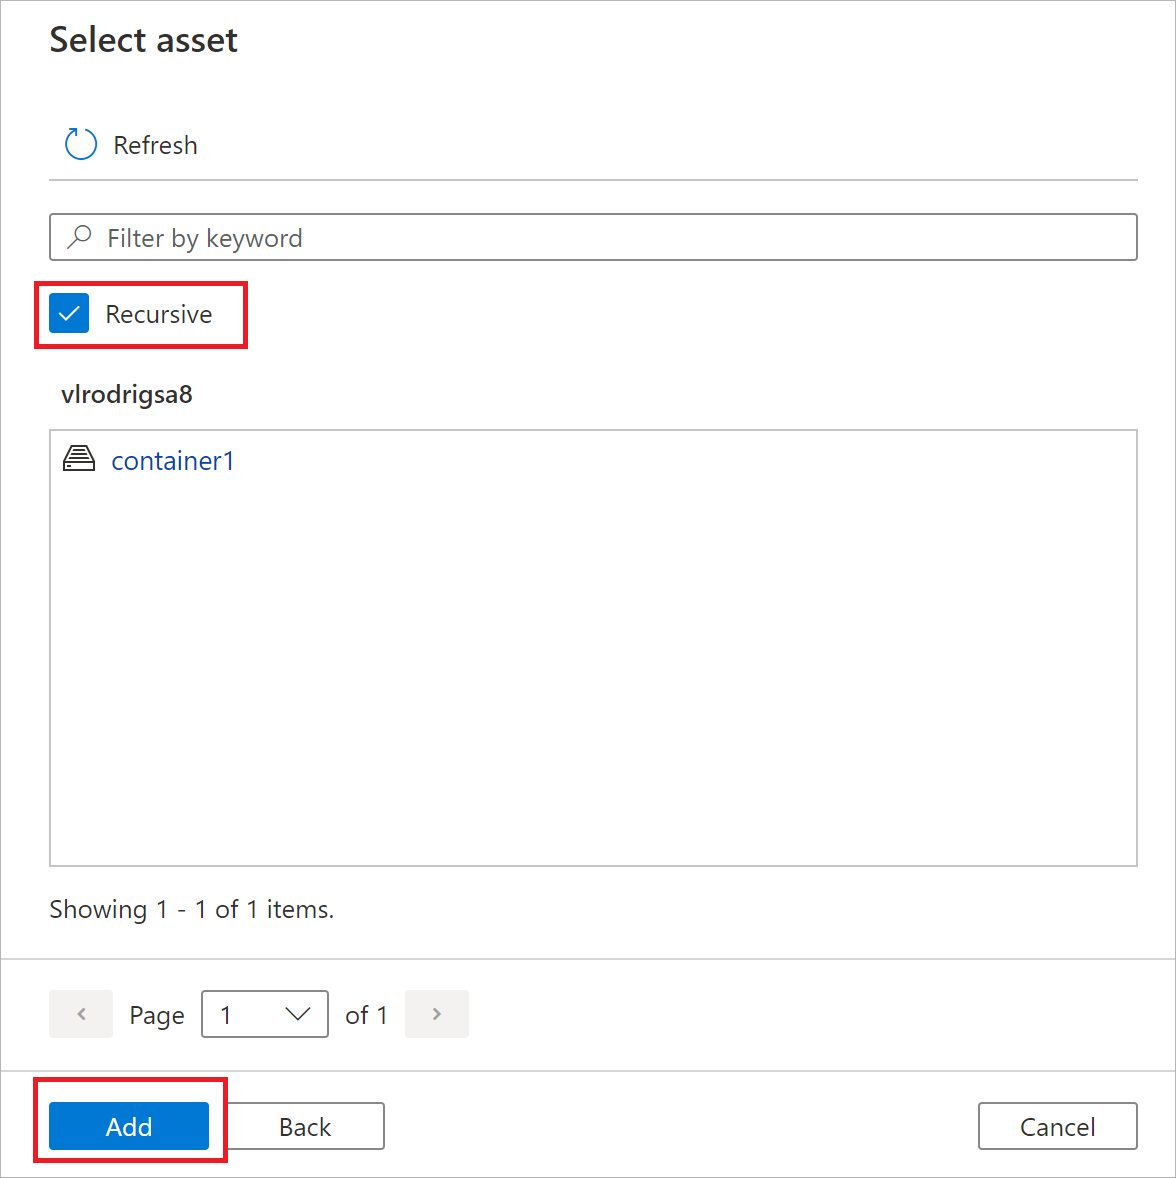 Select asset
Refresh
Filter by keyword
Recursive
vlrodrigsa8
container1
Showing 1 - 1 of 1 items.
Page 1 of 1
Add Back Cancel